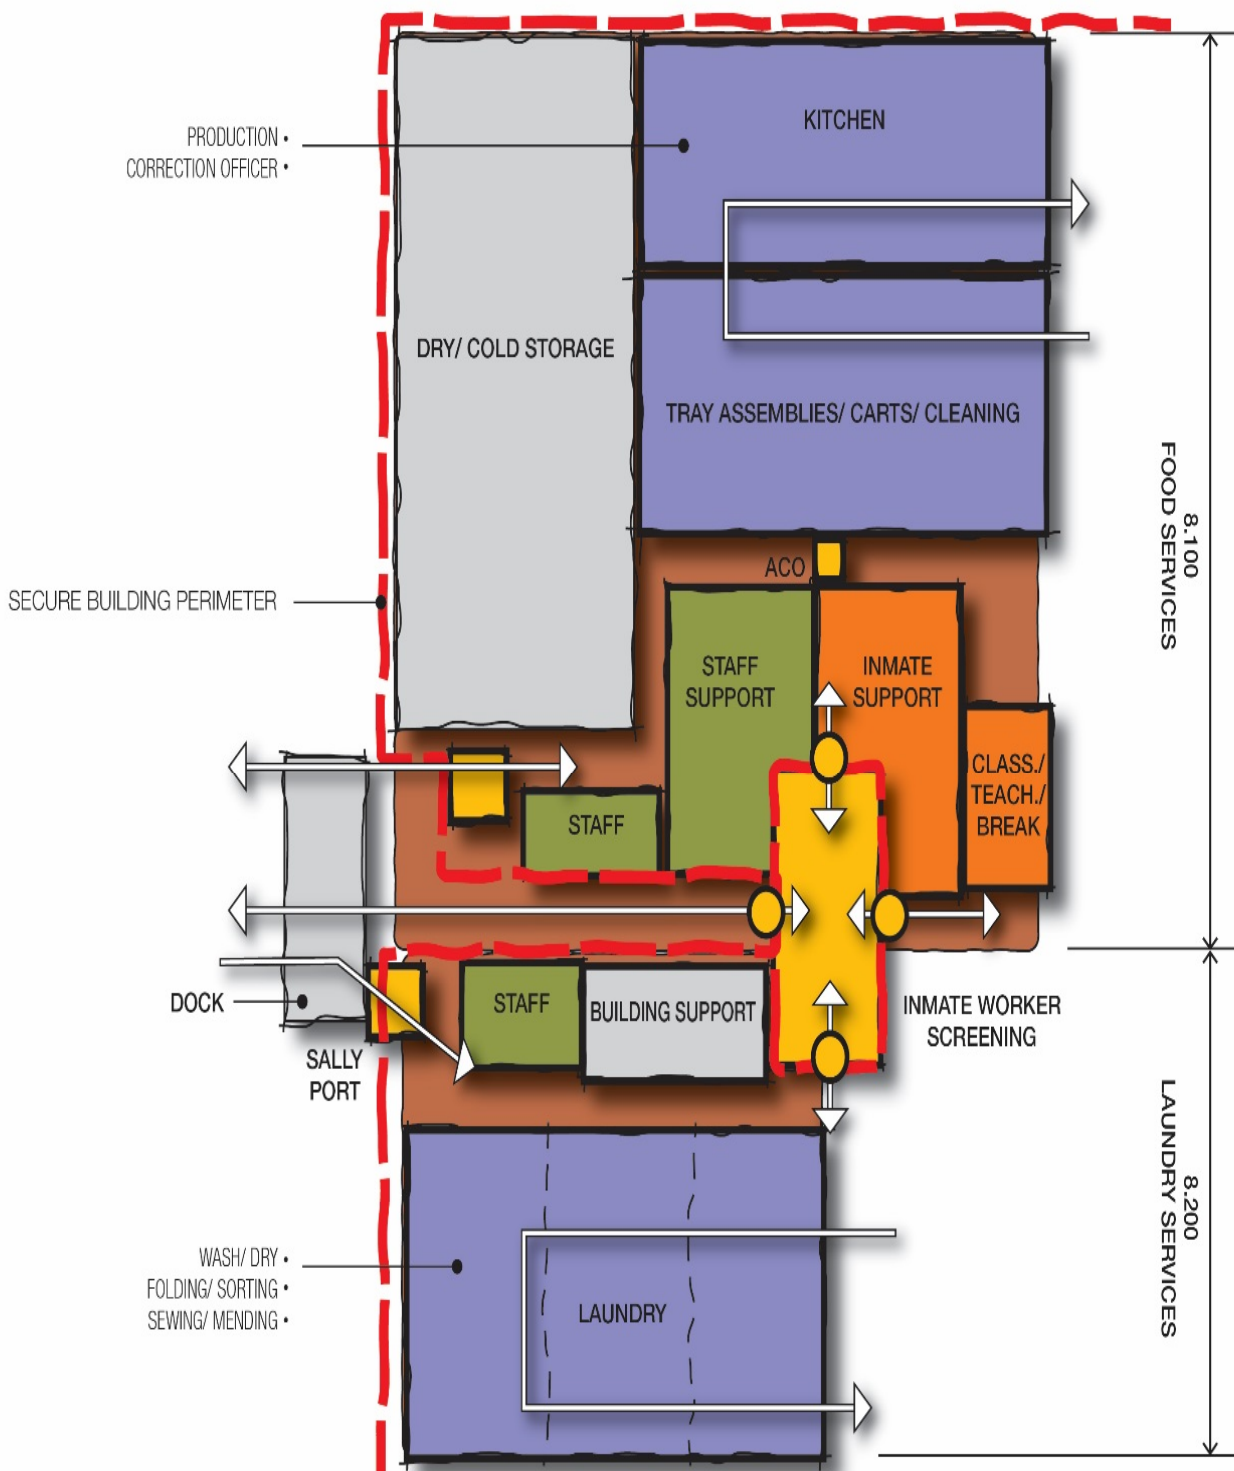 KITCHEN
PRODUCTION •
CORRECTION OFFICER •
DRY/ COLD STORAGE
TRAY ASSEMBLIES/ CARTS/ CLEANING
8.100
FOOD SERVICES
ACO
SECURE BUILDING PERIMETER
STAFF
SUPPORT
INMATE
SUPPORT
CLASS./
TEACH./
BREAK
STAFF
DOCK
STAFF
BUILDING SUPPORT
INMATE WORKER
SCREENING
SALLY
PORT
8.200
LAUNDRY SERVICES
WASH/ DRY •
FOLDING/ SORTING •
SEWING/ MENDING •
LAUNDRY